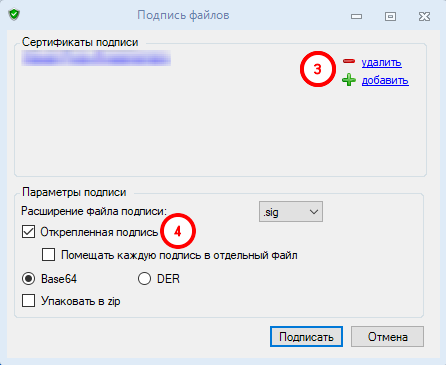 Подпись файлов
Сертификаты подписи
3
удалить
добавить
Параметры подписи
Расширение файла подписи: .sig
Открепленная подпись 4
Помещать каждую подпись в отдельный файл
Base64 DER
Упаковать в zip
Подписать Отмена